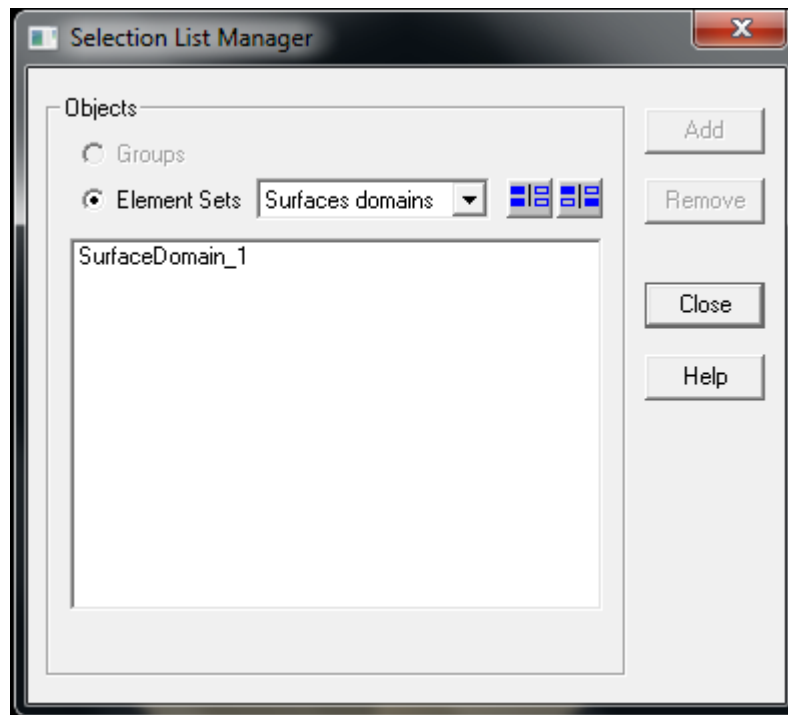 Selection List Manager
Objects
Groups
Element Sets
Surfaces domains
SurfaceDomain_1
Add
Remove
Close
Help